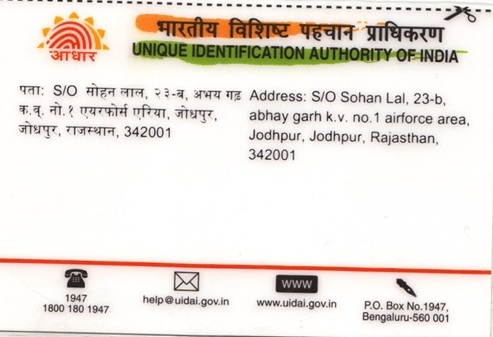 भारतीय विशिष्ट पहचान प्राधिकरण
UNIQUE IDENTIFICATION AUTHORITY OF INDIA
आधार
पता: S/O सोहन लाल, २३-ब, अभय गढ
क.व. नो.१ एयरफोर्स एरिया, जोधपुर,
जोधपुर, राजस्थान, 342001
Address: S/O Sohan Lal, 23-b,
abhay garh k.v. no.1 airforce area,
Jodhpur, Jodhpur, Rajasthan,
342001
1947
1800 180 1947
help@uidai.gov.in
www
www.uidai.gov.in
P.O. Box No.1947,
Bengaluru-560 001